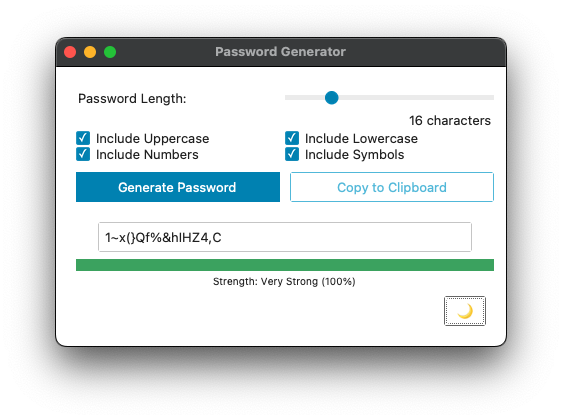 Password Generator
Password Length:
16 characters
Include Uppercase
Include Lowercase
Include Numbers
Include Symbols
Generate Password
Copy to Clipboard
1~x(}Qf%&hIHZ4,C
Strength: Very Strong (100%)